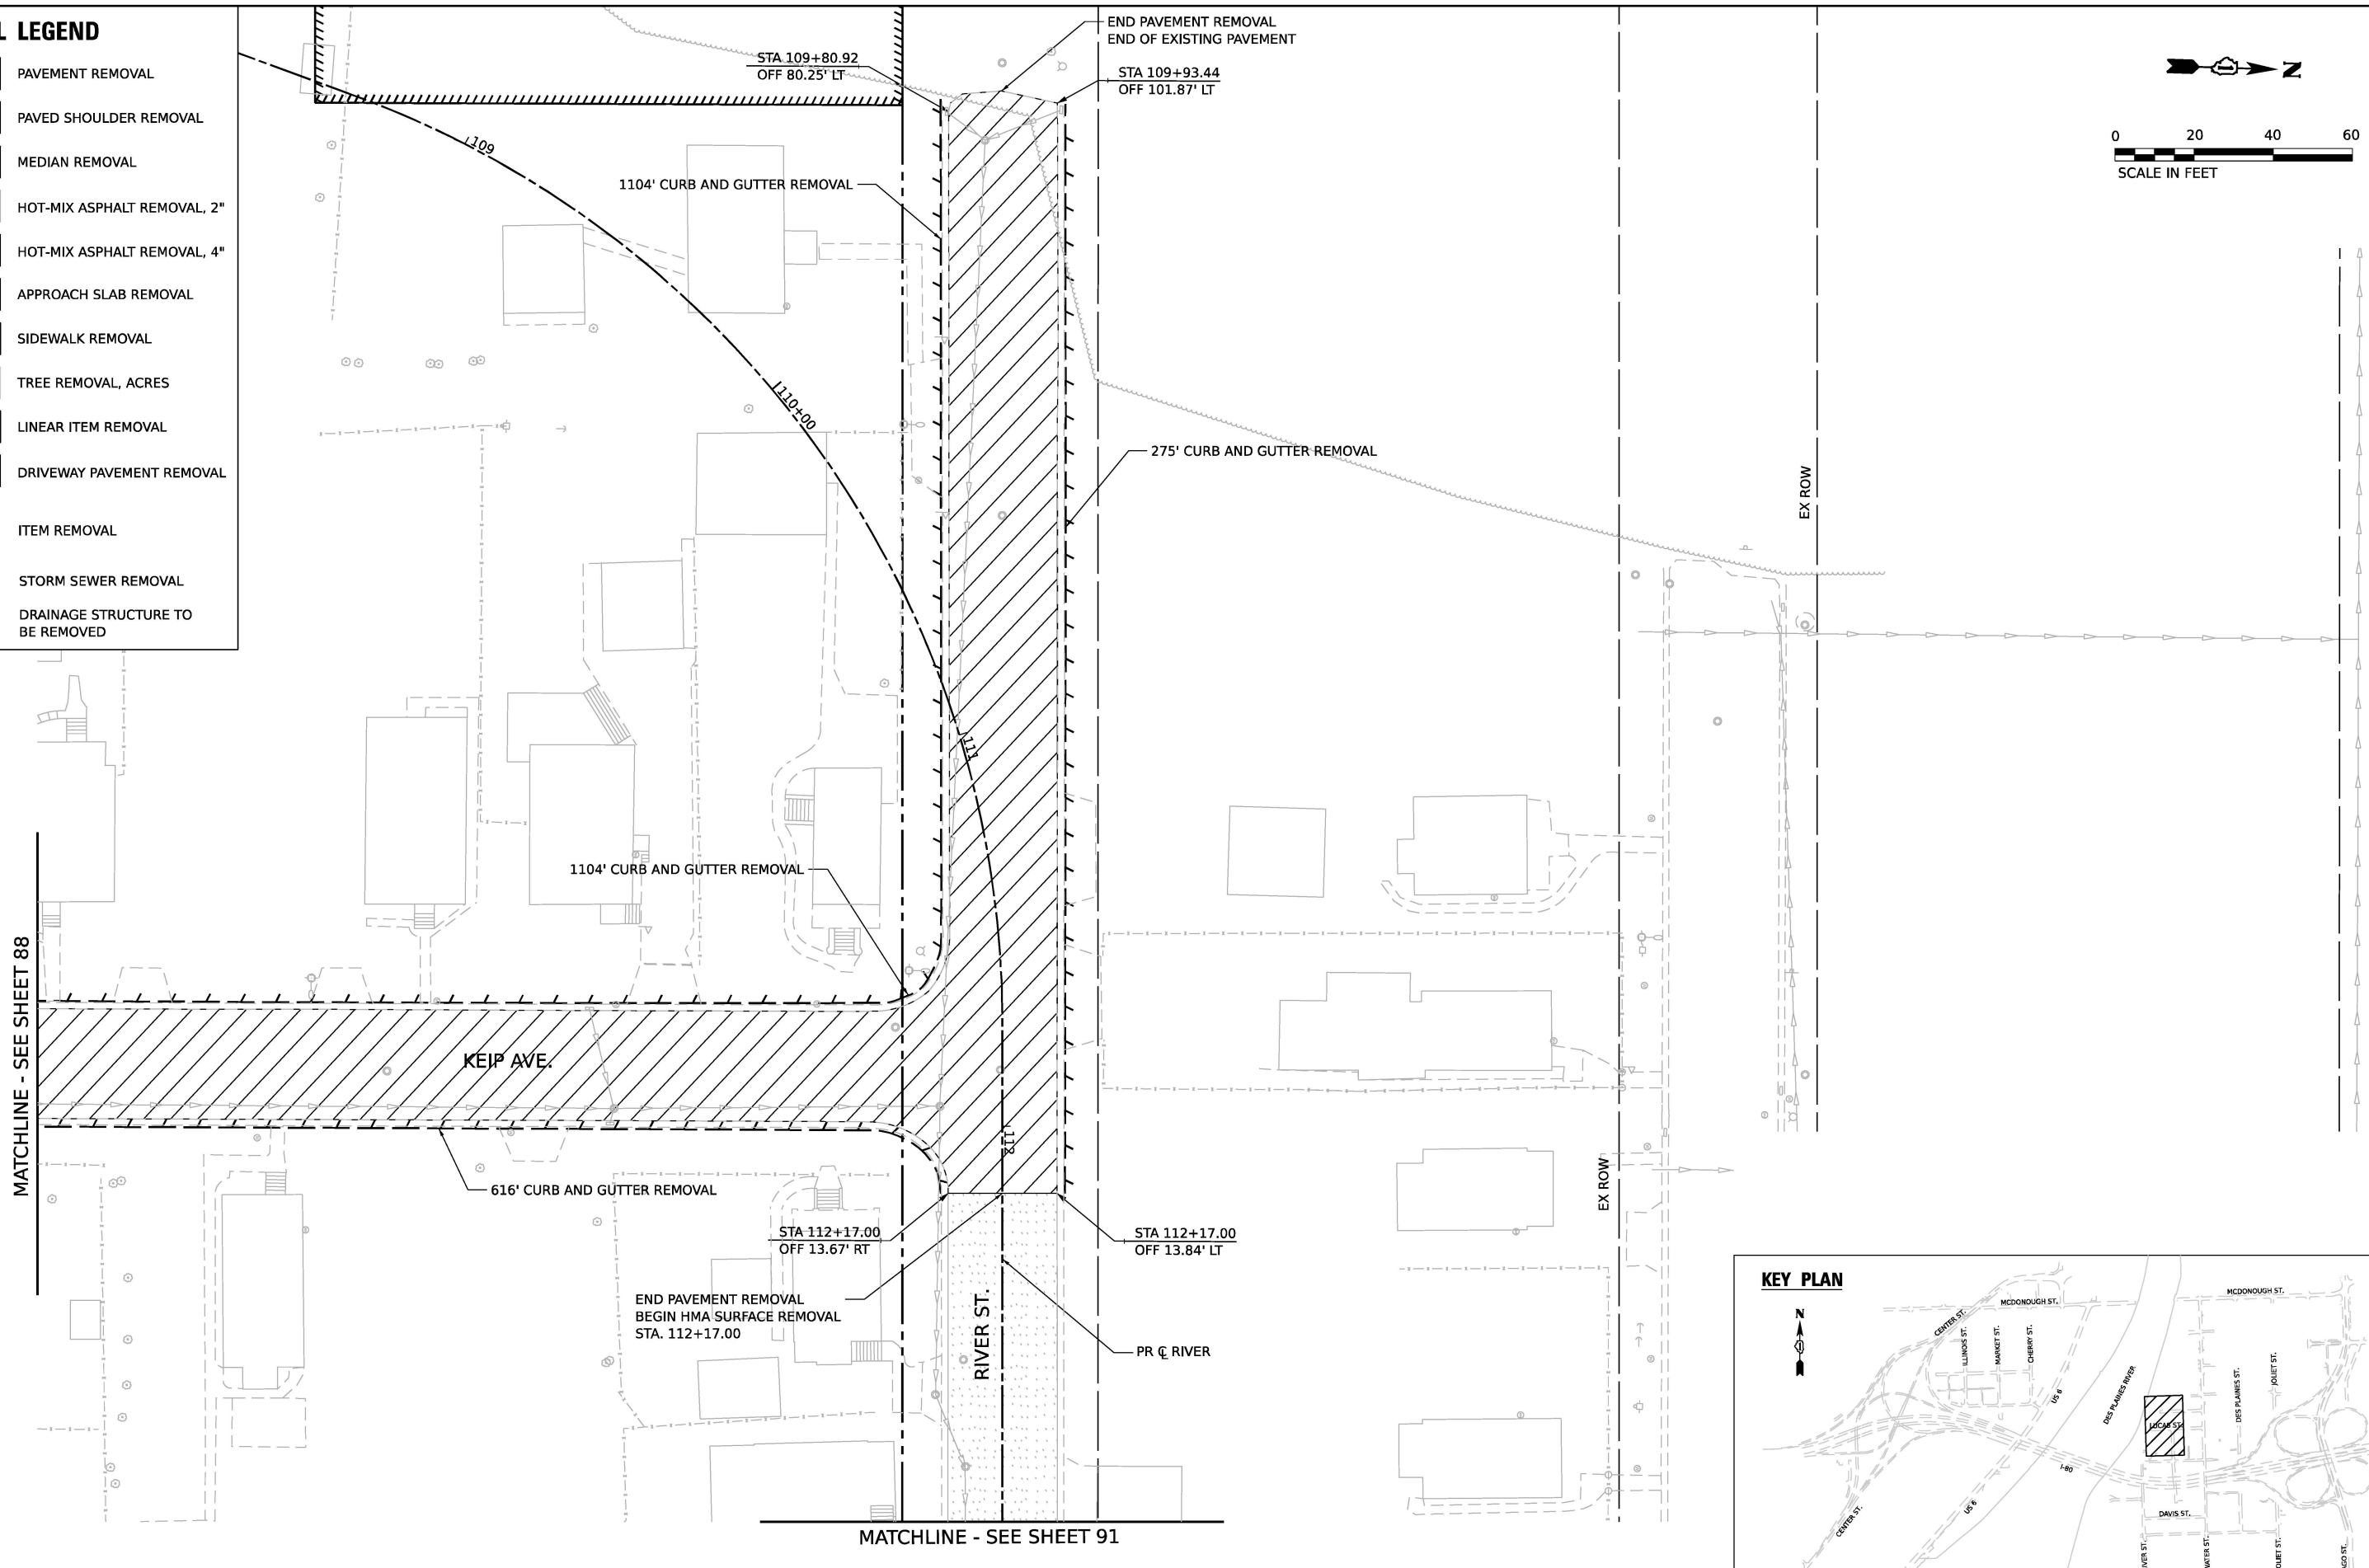 L LEGEND
PAVEMENT REMOVAL
PAVED SHOULDER REMOVAL
MEDIAN REMOVAL
HOT-MIX ASPHALT REMOVAL, 2"
HOT-MIX ASPHALT REMOVAL, 4"
APPROACH SLAB REMOVAL
SIDEWALK REMOVAL
TREE REMOVAL, ACRES
LINEAR ITEM REMOVAL
DRIVEWAY PAVEMENT REMOVAL
ITEM REMOVAL
STORM SEWER REMOVAL
DRAINAGE STRUCTURE TO
BE REMOVED
END PAVEMENT REMOVAL
END OF EXISTING PAVEMENT
STA 109+80.92
OFF 80.25' LT
STA 109+93.44
OFF 101.87' LT
N
0 20 40 60
SCALE IN FEET
109
1104' CURB AND GUTTER REMOVAL
110+00
275' CURB AND GUTTER REMOVAL
EX ROW
111
1104' CURB AND GUTTER REMOVAL
MATCHLINE - SEE SHEET 88
KEIP AVE.
112
616' CURB AND GUTTER REMOVAL
EX ROW
STA 112+17.00
OFF 13.67' RT
STA 112+17.00
OFF 13.84' LT
END PAVEMENT REMOVAL
BEGIN HMA SURFACE REMOVAL
STA. 112+17.00
RIVER ST.
PR ℄ RIVER
MATCHLINE - SEE SHEET 91
KEY PLAN
N
MCDONOUGH ST.
MCDONOUGH ST.
CENTER ST.
ILLINOIS ST.
MARKET ST.
CHERRY ST.
US 6
DES PLAINES RIVER
LUCAS ST.
DES PLAINES ST.
JOLIET ST.
I-80
US 6
CENTER ST.
DAVIS ST.
VER ST.
WATER ST.
OLIET ST.
GO ST.